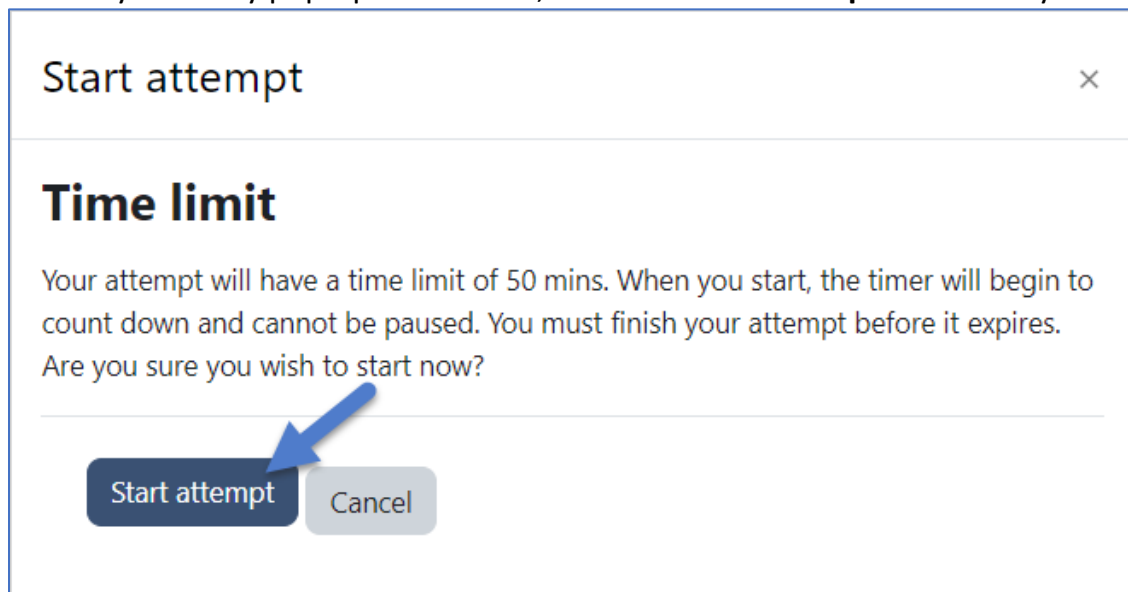 Start attempt ×
Time limit
Your attempt will have a time limit of 50 mins. When you start, the timer will begin to
count down and cannot be paused. You must finish your attempt before it expires.
Are you sure you wish to start now?
Start attempt Cancel